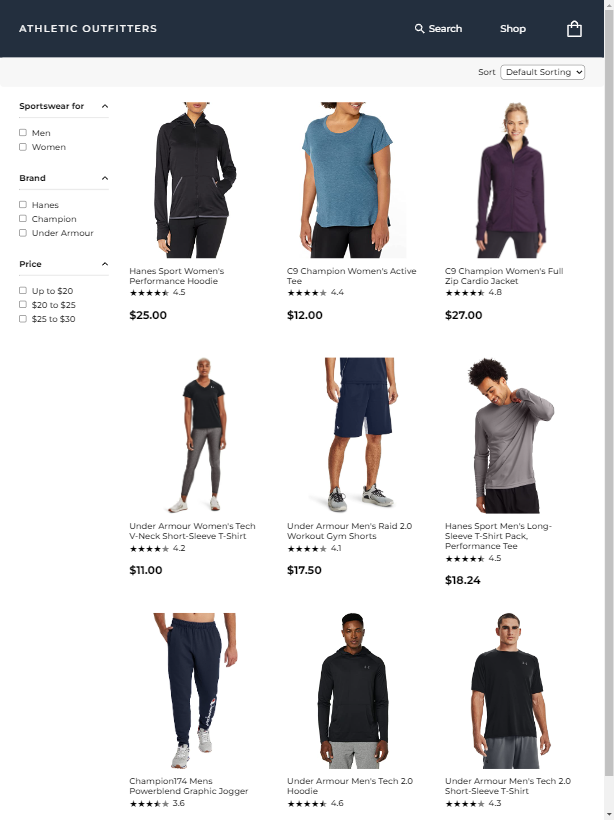 ATHLETIC OUTFITTERS
Search
Shop
Sort
Default Sorting
Sportswear for
Men
Women
Brand
Hanes
Champion
Under Armour
Price
Up to $20
$20 to $25
$25 to $30
Hanes Sport Women's
Performance Hoodie
★★★★★ 4.5
$25.00
C9 Champion Women's Active
Tee
★★★★★ 4.4
$12.00
C9 Champion Women's Full
Zip Cardio Jacket
★★★★★ 4.8
$27.00
Under Armour Women's Tech
V-Neck Short-Sleeve T-Shirt
★★★★★ 4.2
$11.00
Under Armour Men's Raid 2.0
Workout Gym Shorts
★★★★★ 4.1
$17.50
Hanes Sport Men's Long-
Sleeve T-Shirt Pack,
Performance Tee
★★★★★ 4.5
$18.24
Champion174 Mens
Powerblend Graphic Jogger
★★★★★ 3.6
Under Armour Men's Tech 2.0
Hoodie
★★★★★ 4.6
Under Armour Men's Tech 2.0
Short-Sleeve T-Shirt
★★★★★ 4.3